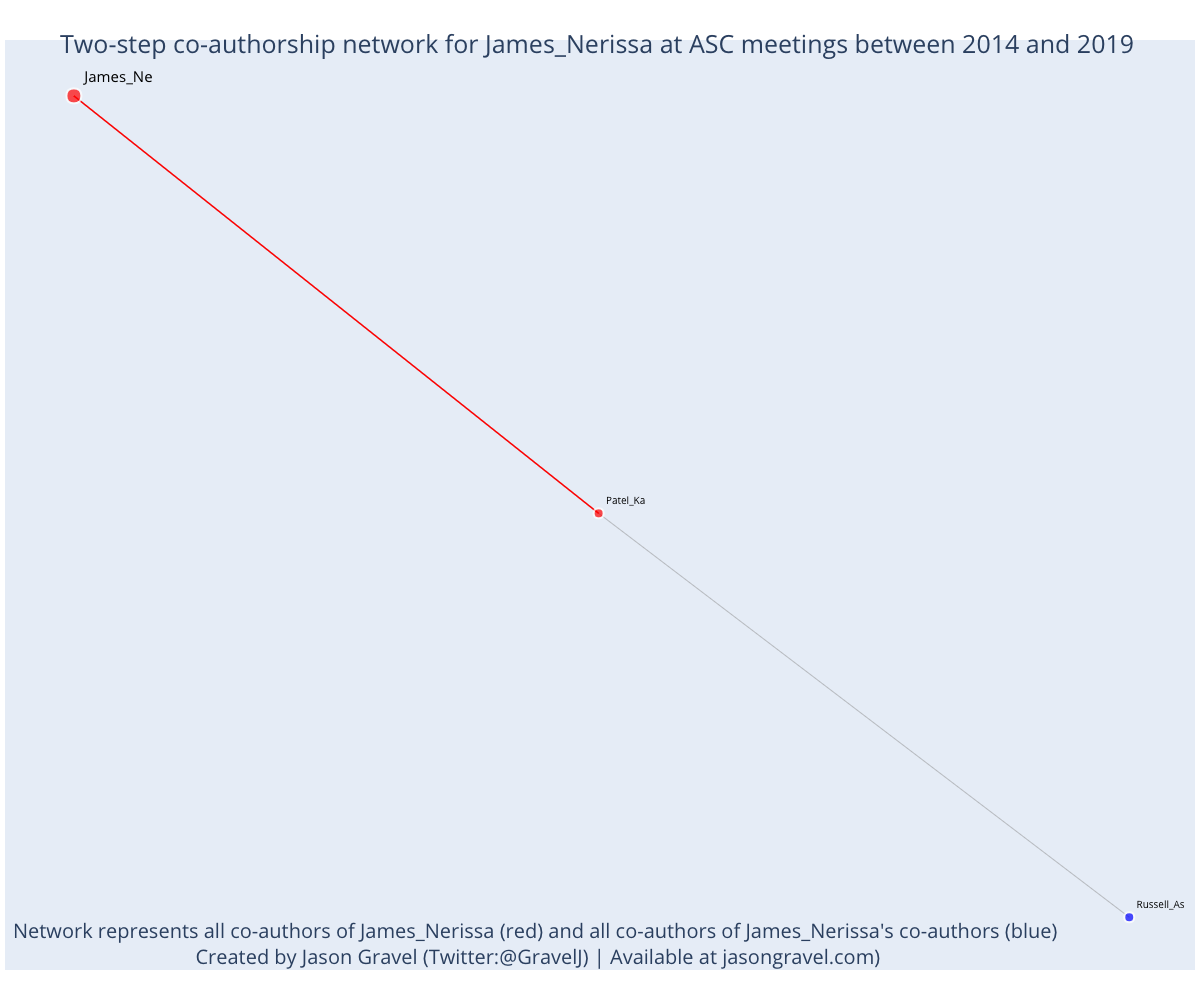 Two-step co-authorship network for James_Nerissa at ASC meetings between 2014 and 2019
James_Ne
Patel_Ka
Russell_As
Network represents all co-authors of James_Nerissa (red) and all co-authors of James_Nerissa's co-authors (blue)
Created by Jason Gravel (Twitter:@GravelJ) | Available at jasongravel.com)